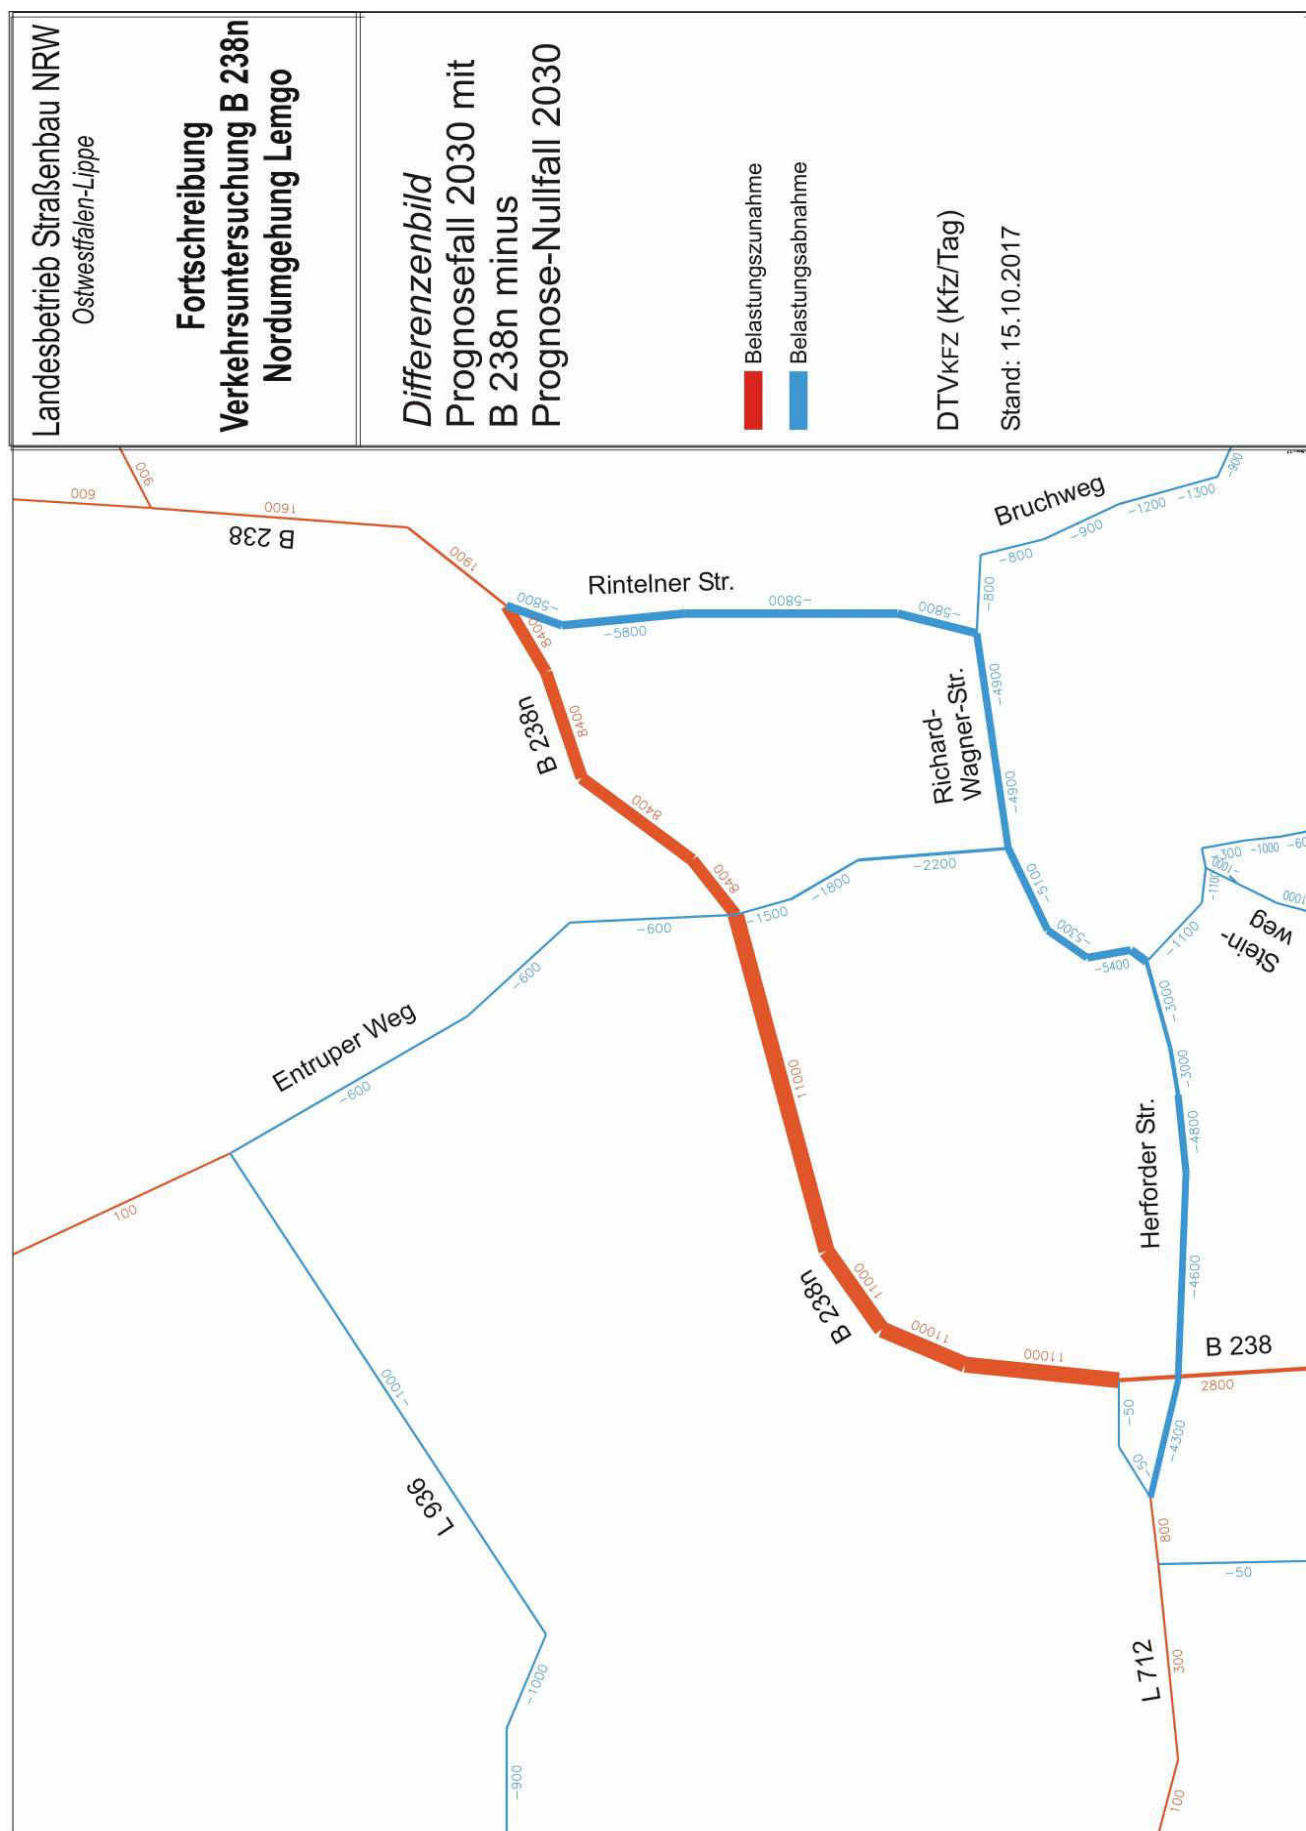 Landesbetrieb Straßenbau NRW
Ostwestfalen-Lippe
Fortschreibung
Verkehrsuntersuchung B 238n
Nordumgehung Lemgo
Differenzenbild
Prognosefall 2030 mit
B 238n minus
Prognose-Nullfall 2030
Belastungszunahme
Belastungsabnahme
DTVKFZ (Kfz/Tag)
Stand: 15.10.2017
600
900
1600
B 238
1900
-5800
8400
-5800
Rintelner Str.
-5800
-5800
-800
-800
-900
Bruchweg
-1200
-1300
-900
B 238n
8400
8400
8400
Richard-
Wagner-Str.
-4900
-4900
-600
-1500
-1800
-2200
-5100
-5300
-5400
-600
Entruper Weg
-600
100
11000
11000
B 238n
11000
11000
-1100
-1100
-1000
-1000
Stein-
weg
-3000
-3000
-4800
Herforder Str.
-4600
B 238
2800
-50
-50
-4300
800
-50
L 712
300
100
-1000
L 936
-1000
-900